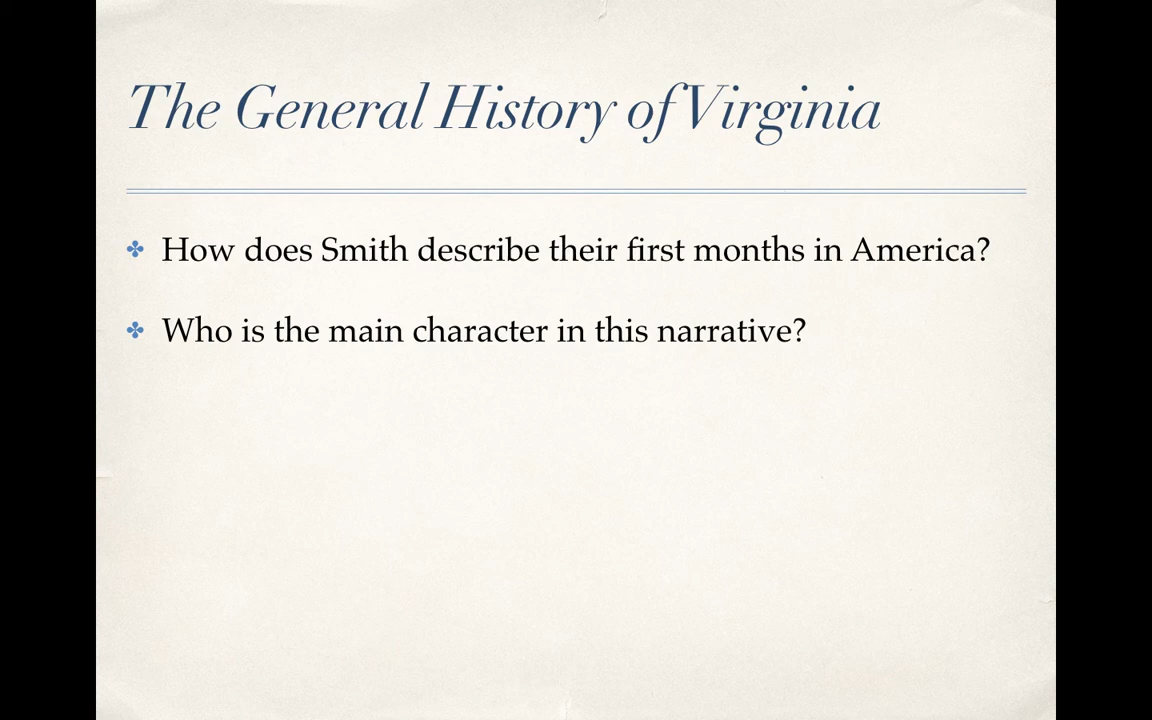 The General History of Virginia
How does Smith describe their first months in America?
Who is the main character in this narrative?